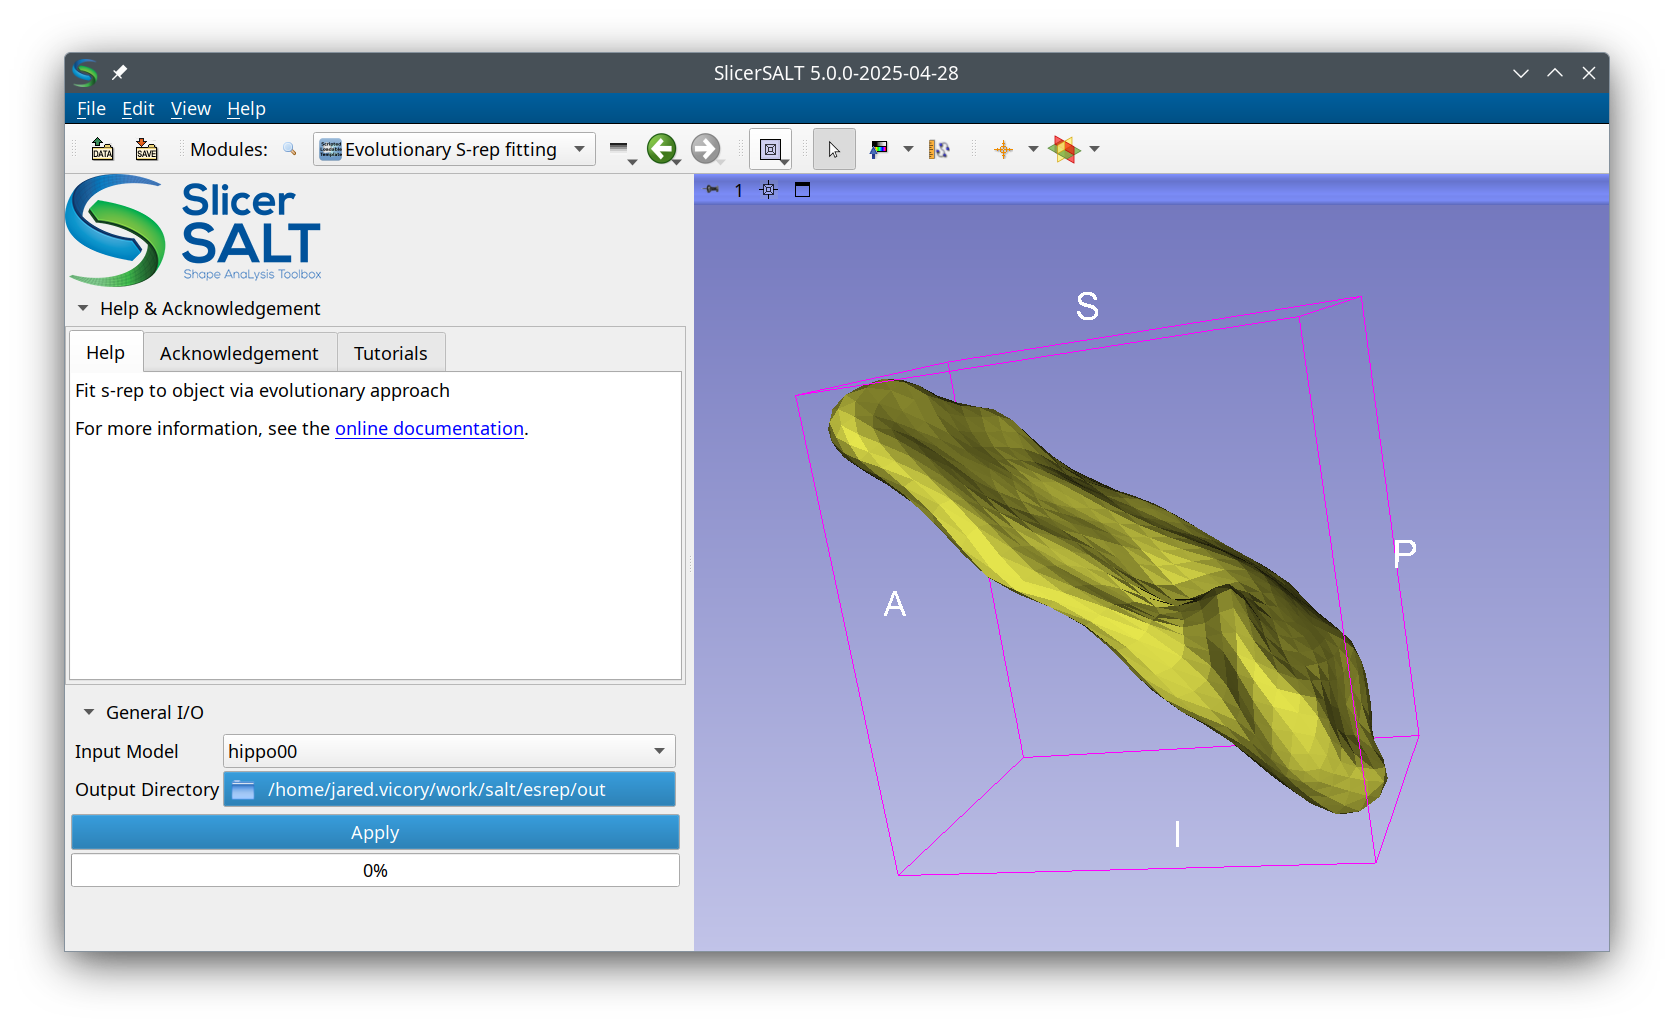 SlicerSALT 5.0.0-2025-04-28
File Edit View Help
DATA SAVE Modules: Evolutionary S-rep fitting
Slicer
SALT
Shape AnaLysis Toolbox
1
Help & Acknowledgement
Help Acknowledgement Tutorials
Fit s-rep to object via evolutionary approach
For more information, see the online documentation.
General I/O
Input Model hippo00
Output Directory /home/jared.vicory/work/salt/esrep/out
Apply
0%
S
P
A
I